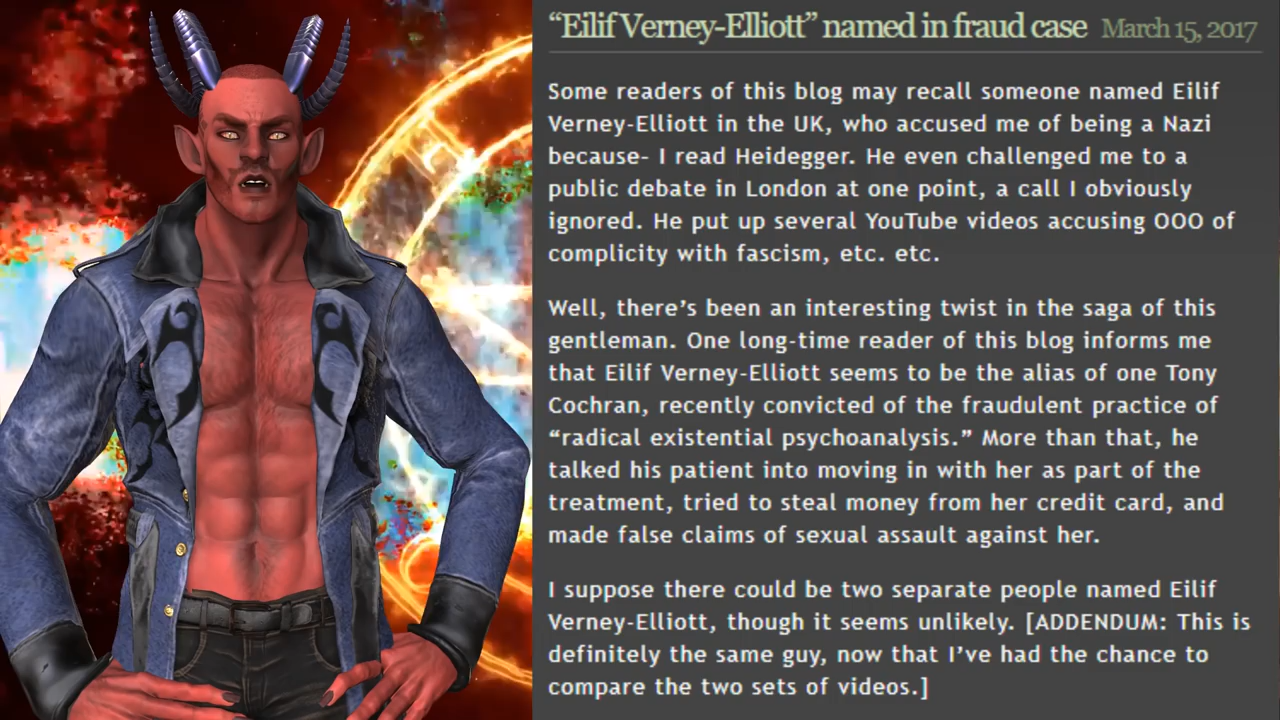 “Eilif Verney-Elliott” named in fraud case March 15, 2017
Some readers of this blog may recall someone named Eilif
Verney-Elliott in the UK, who accused me of being a Nazi
because- I read Heidegger. He even challenged me to a
public debate in London at one point, a call I obviously
ignored. He put up several YouTube videos accusing OOO of
complicity with fascism, etc. etc.
Well, there’s been an interesting twist in the saga of this
gentleman. One long-time reader of this blog informs me
that Eilif Verney-Elliott seems to be the alias of one Tony
Cochran, recently convicted of the fraudulent practice of
“radical existential psychoanalysis.” More than that, he
talked his patient into moving in with her as part of the
treatment, tried to steal money from her credit card, and
made false claims of sexual assault against her.
I suppose there could be two separate people named Eilif
Verney-Elliott, though it seems unlikely. [ADDENDUM: This is
definitely the same guy, now that I’ve had the chance to
compare the two sets of videos.]